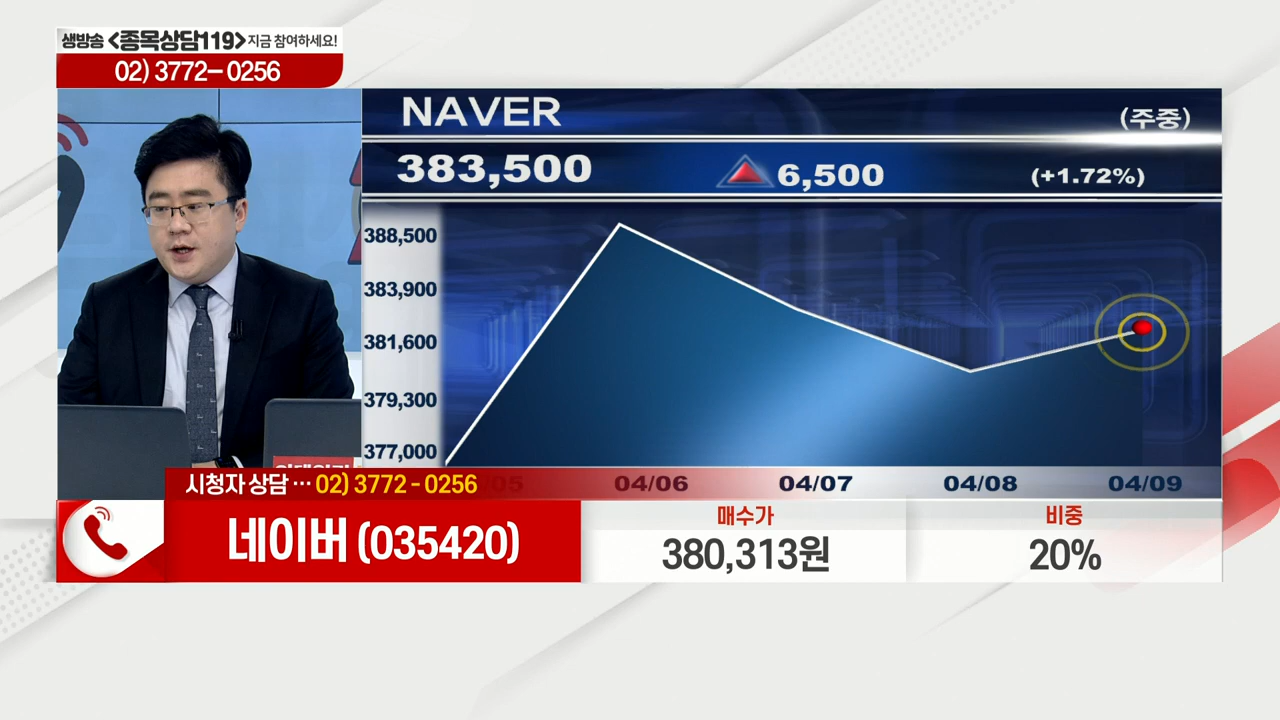 생방송 <종목상담119> 지금 참여하세요!
02) 3772-0256
NAVER
(주중)
383,500 6,500 (+1.72%)
388,500
383,900
381,600
379,300
377,000
04/06 04/07 04/08 04/09
시청자 상담 … 02) 3772-0256
네이버 (035420)
매수가
380,313원
비중
20%